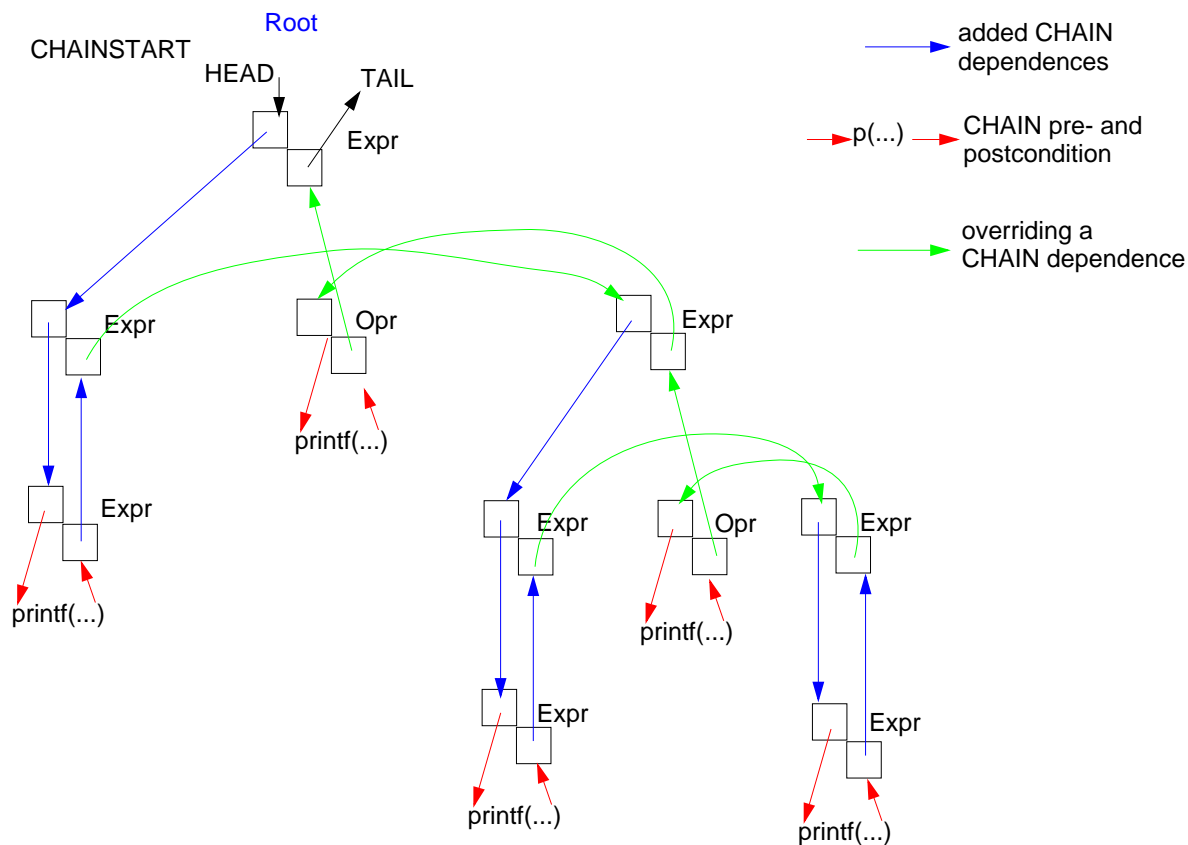 Root
CHAINSTART
HEAD
TAIL
Expr
added CHAIN
dependences
p(...)
CHAIN pre- and
postcondition
overriding a
CHAIN dependence
Expr
Opr
Expr
printf(...)
Expr
Expr
Opr
Expr
printf(...)
printf(...)
Expr
Expr
printf(...)
printf(...)